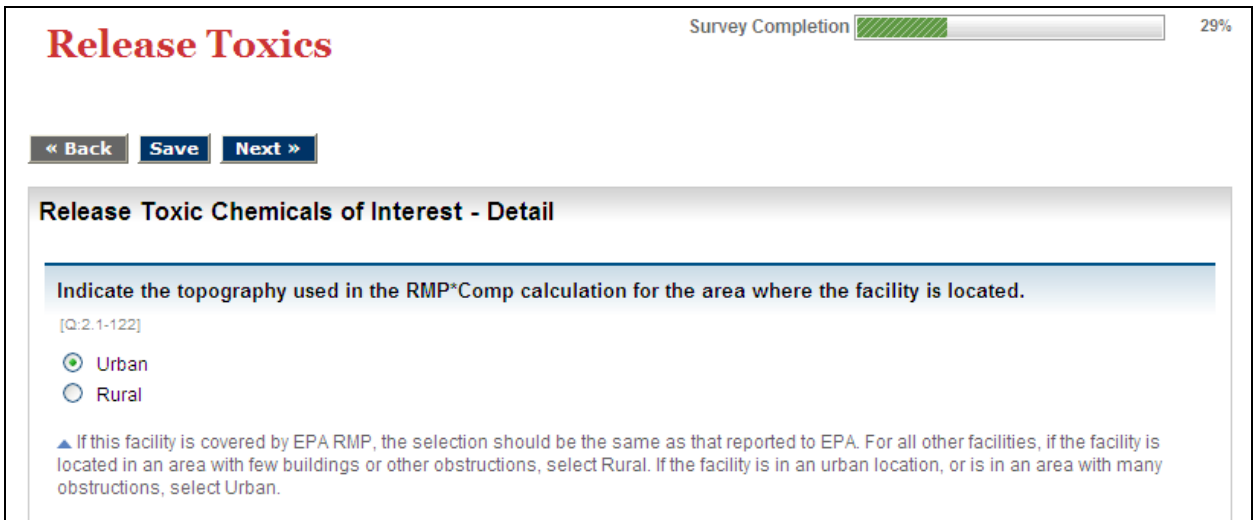 Release Toxics
Survey Completion 29%
« Back Save Next »
Release Toxic Chemicals of Interest - Detail
Indicate the topography used in the RMP*Comp calculation for the area where the facility is located.
[Q:2.1-122]
Urban
Rural
If this facility is covered by EPA RMP, the selection should be the same as that reported to EPA. For all other facilities, if the facility is
located in an area with few buildings or other obstructions, select Rural. If the facility is in an urban location, or is in an area with many
obstructions, select Urban.